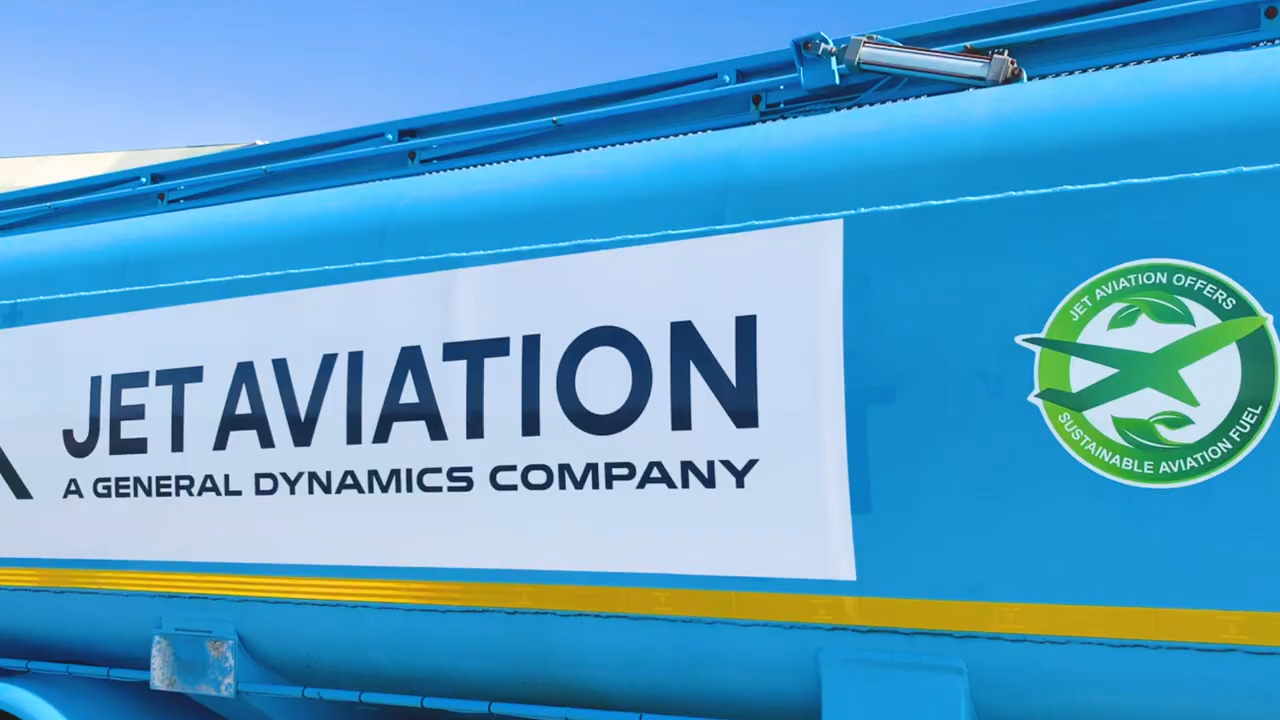 JET AVIATION
A GENERAL DYNAMICS COMPANY
JET AVIATION OFFERS
SUSTAINABLE AVIATION FUEL